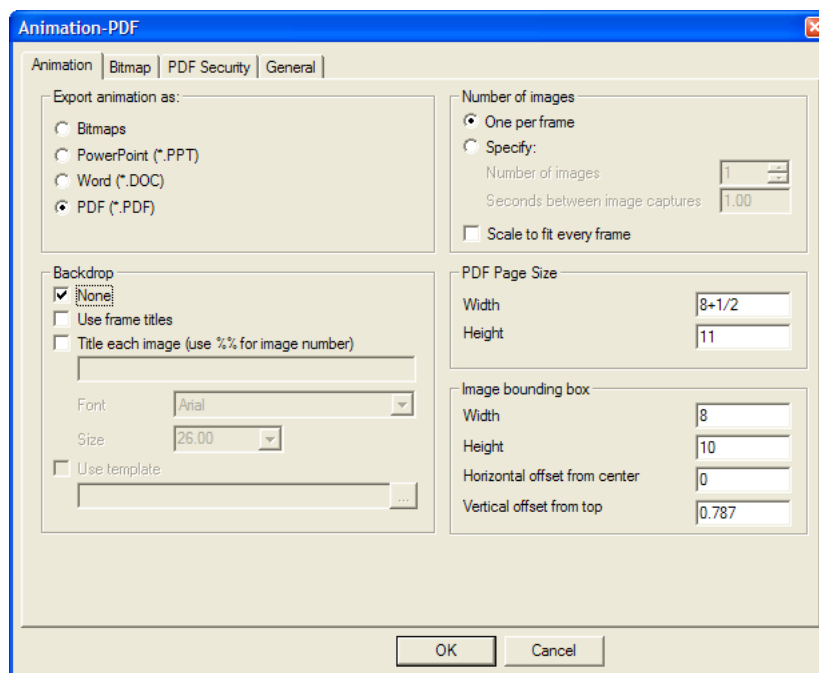 Animation-PDF
Animation Bitmap PDF Security General
Export animation as:
Bitmaps
PowerPoint (*.PPT)
Word (*.DOC)
PDF (*.PDF)
Number of images
One per frame
Specify:
Number of images 1
Seconds between image captures 1.00
Scale to fit every frame
Backdrop
None
Use frame titles
Title each image (use %% for image number)
Font Arial
Size 26.00
Use template
...
PDF Page Size
Width 8+1/2
Height 11
Image bounding box
Width 8
Height 10
Horizontal offset from center 0
Vertical offset from top 0.787
OK Cancel